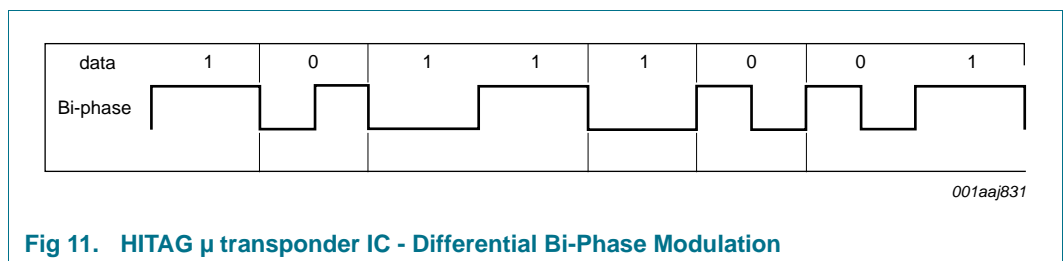 data 1 0 1 1 1 0 0 1
Bi-phase
001aaj831
Fig 11. HITAG µ transponder IC - Differential Bi-Phase Modulation